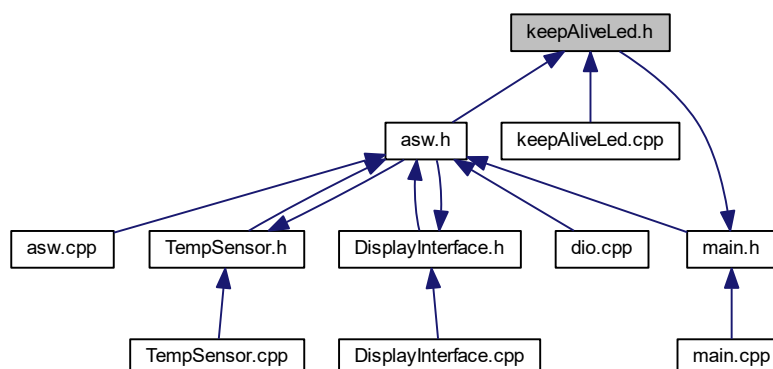 keepAliveLed.h
asw.h
keepAliveLed.cpp
asw.cpp
TempSensor.h
DisplayInterface.h
dio.cpp
main.h
TempSensor.cpp
DisplayInterface.cpp
main.cpp